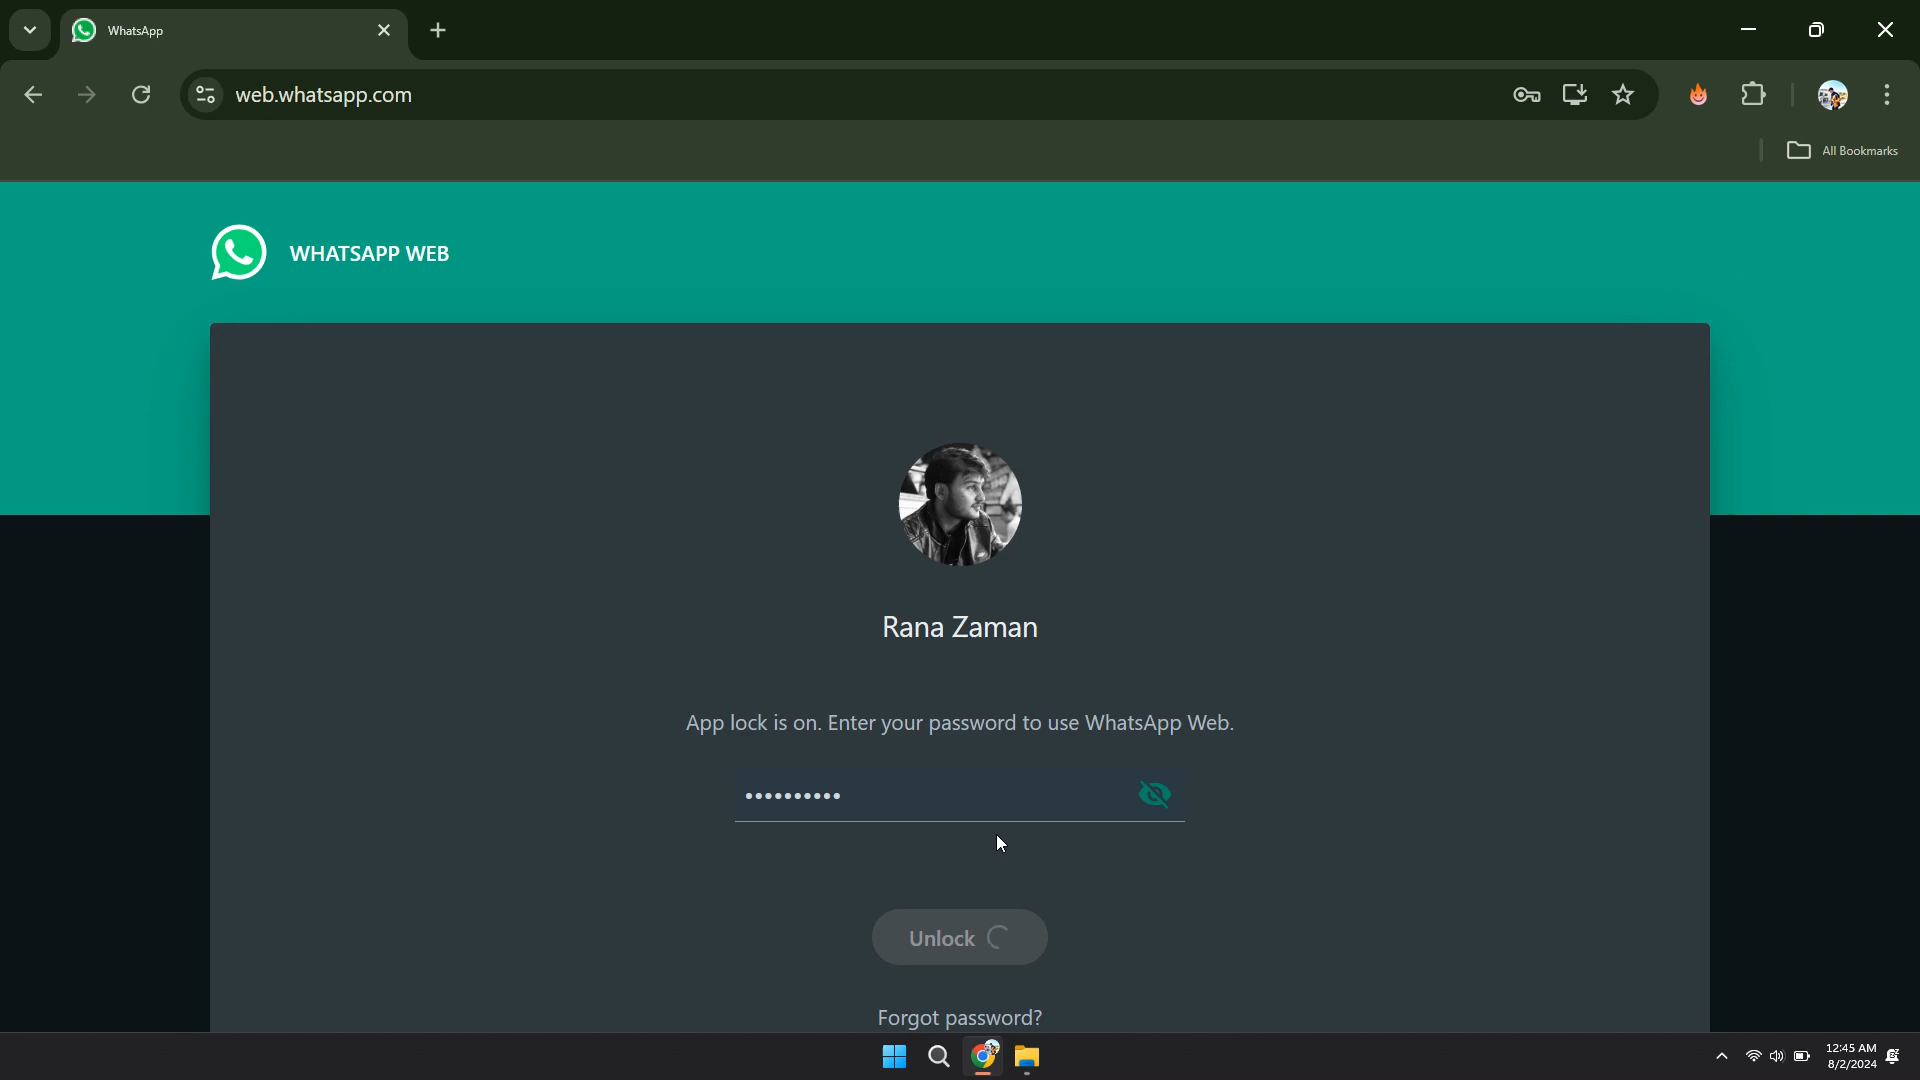 WhatsApp
web.whatsapp.com
All Bookmarks
WHATSAPP WEB
Rana Zaman
App lock is on. Enter your password to use WhatsApp Web.
••••••••••
Unlock
Forgot password?
12:45 AM
8/2/2024